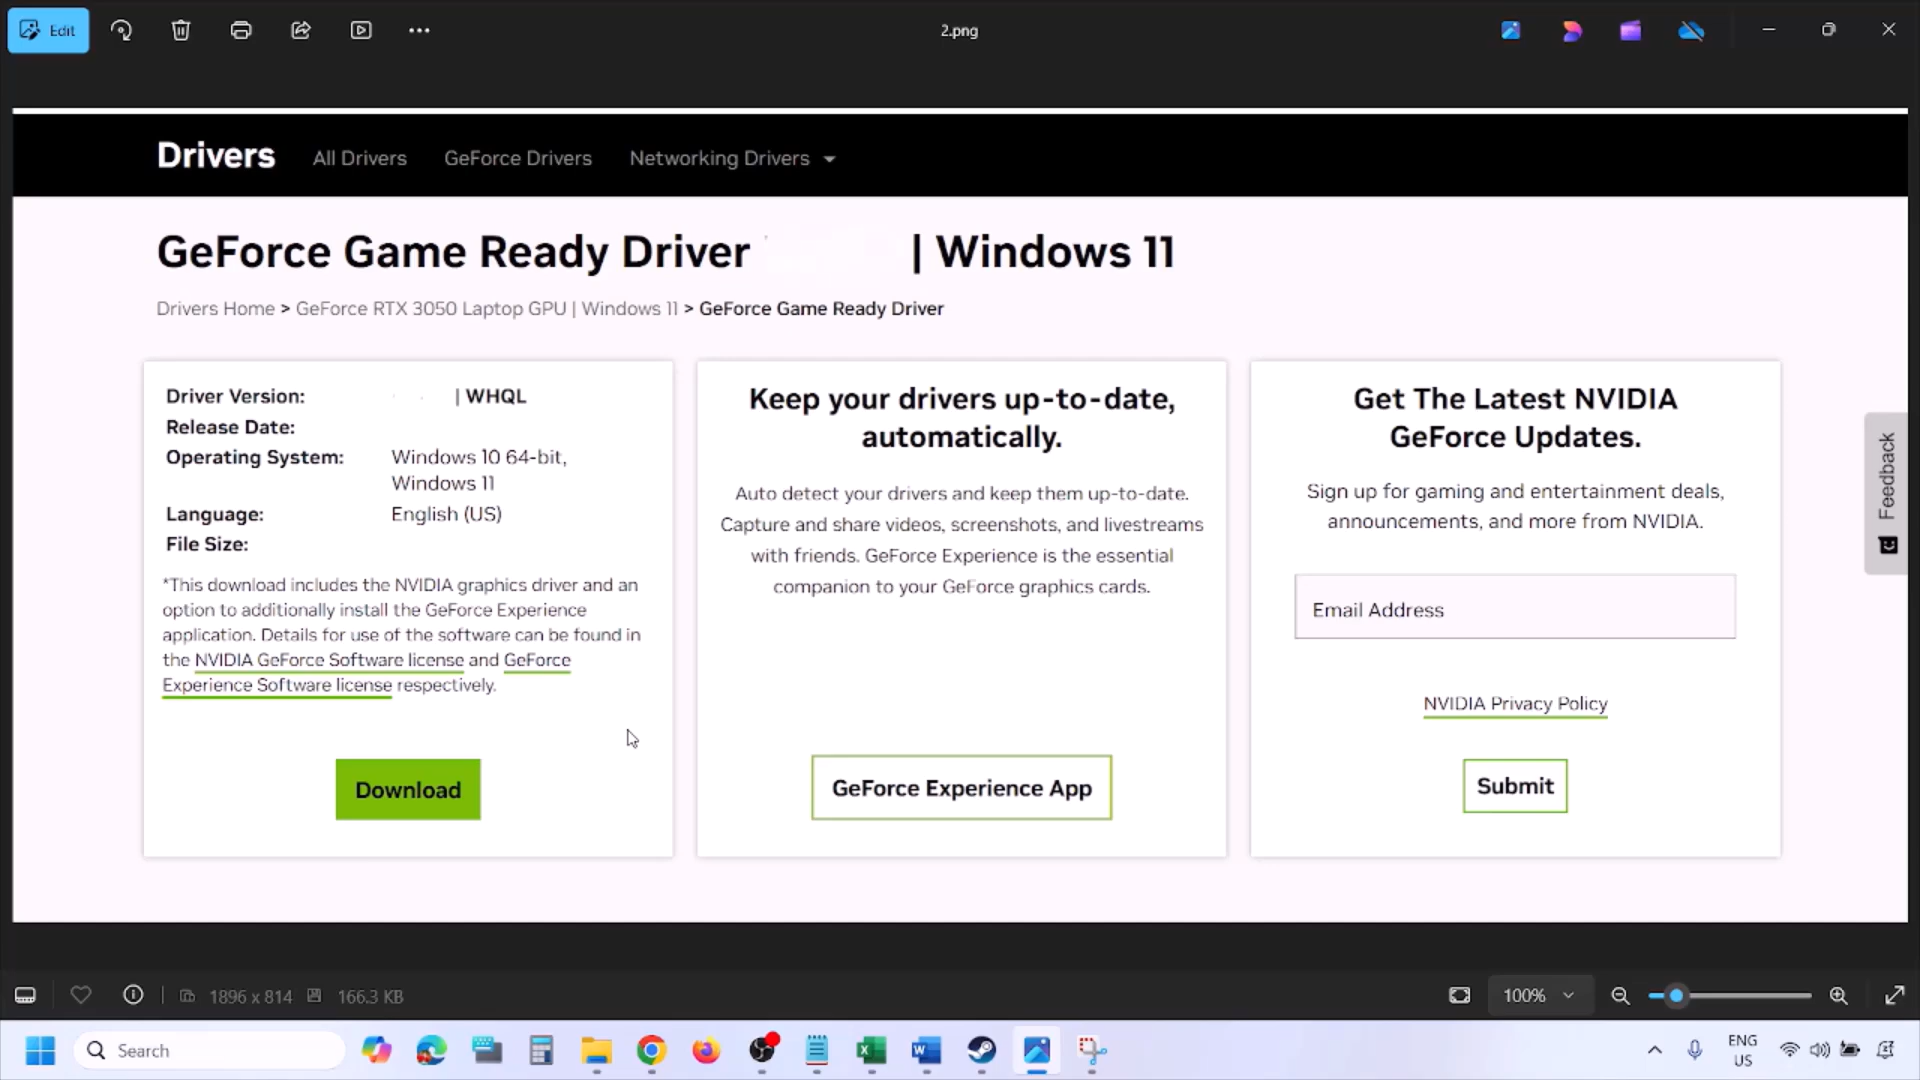 Edit
2.png
Drivers All Drivers GeForce Drivers Networking Drivers
GeForce Game Ready Driver | Windows 11
Drivers Home > GeForce RTX 3050 Laptop GPU | Windows 11 > GeForce Game Ready Driver
Driver Version: | WHQL
Release Date:
Operating System: Windows 10 64-bit,
Windows 11
Language: English (US)
File Size:
*This download includes the NVIDIA graphics driver and an
option to additionally install the GeForce Experience
application. Details for use of the software can be found in
the NVIDIA GeForce Software license and GeForce
Experience Software license respectively.
Download
Keep your drivers up-to-date,
automatically.
Auto detect your drivers and keep them up-to-date.
Capture and share videos, screenshots, and livestreams
with friends. GeForce Experience is the essential
companion to your GeForce graphics cards.
GeForce Experience App
Get The Latest NVIDIA
GeForce Updates.
Sign up for gaming and entertainment deals,
announcements, and more from NVIDIA.
Email Address
NVIDIA Privacy Policy
Submit
Feedback
1896 x 814 166.3 KB
100%
Search
ENG
US